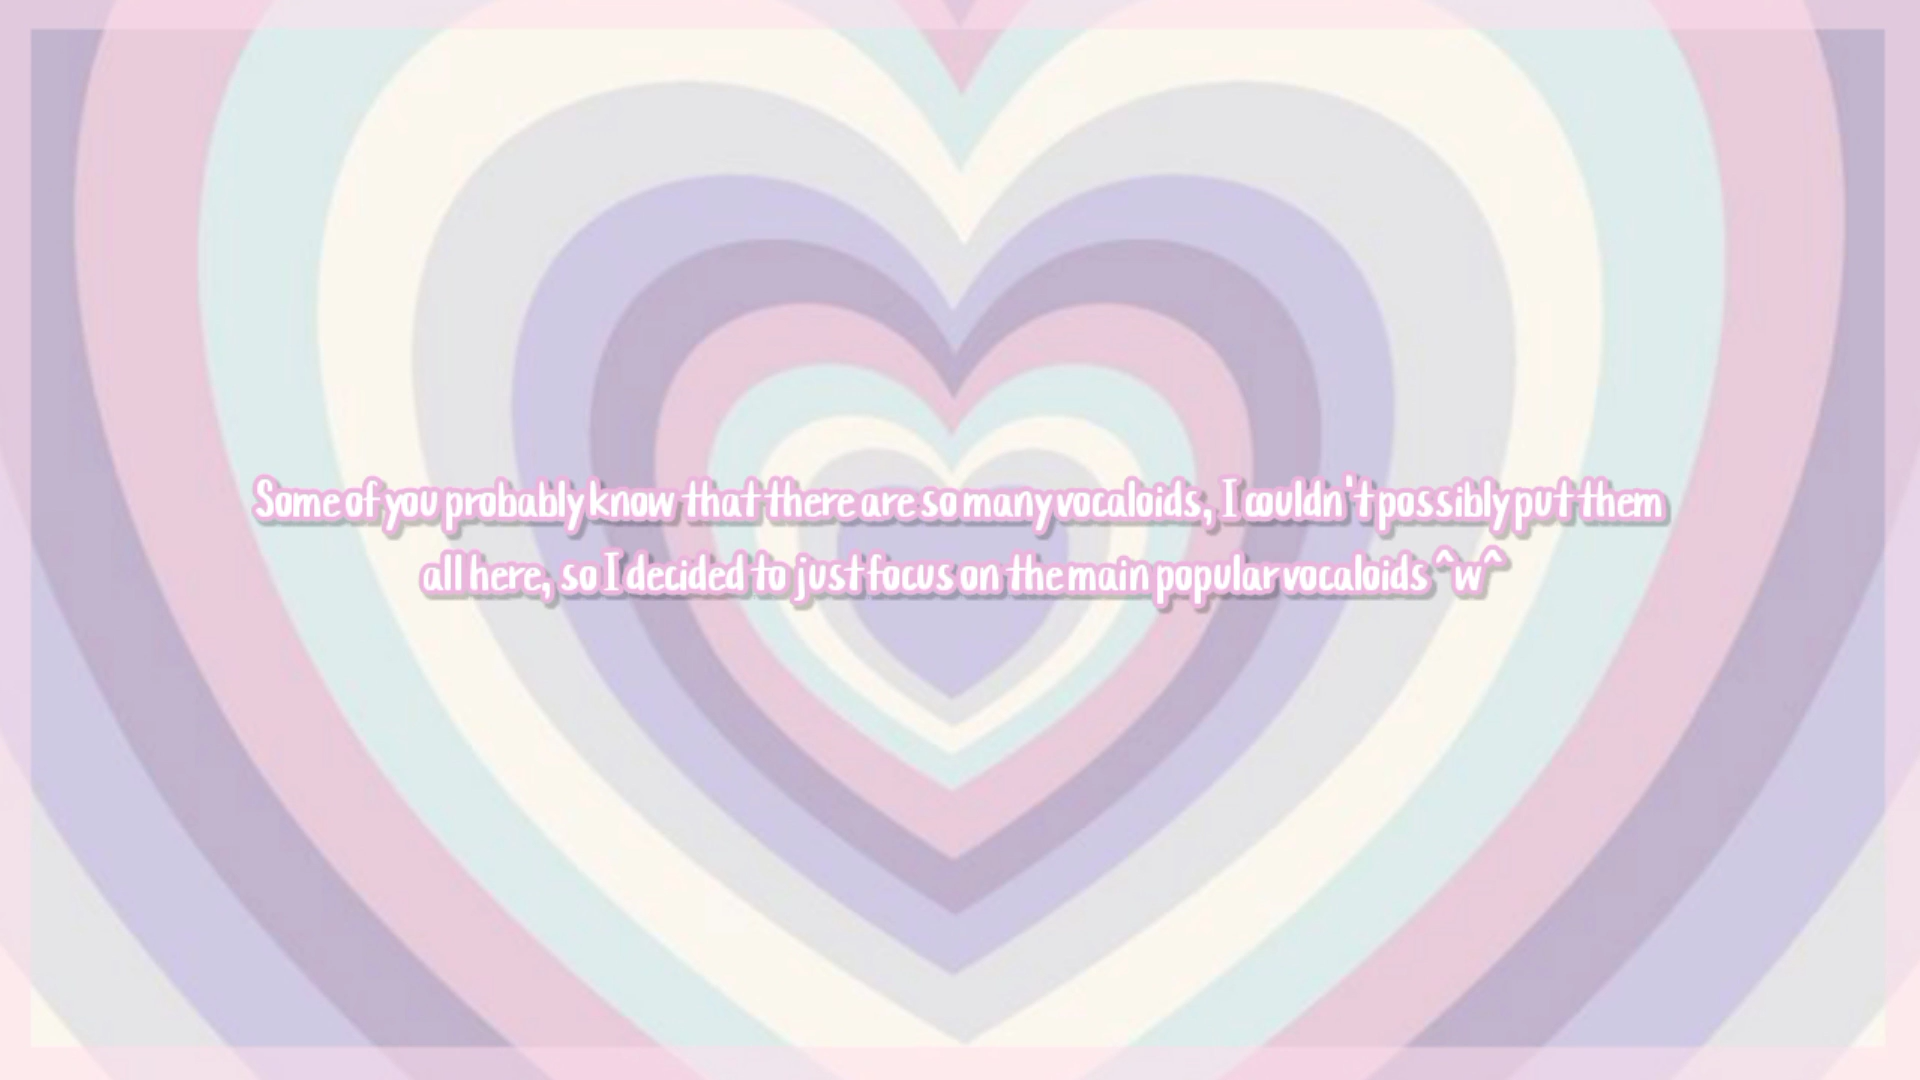 Some of you probably know that there are so many vocaloids, I couldn't possibly put them
all here, so I decided to just focus on the main popular vocaloids ^w^